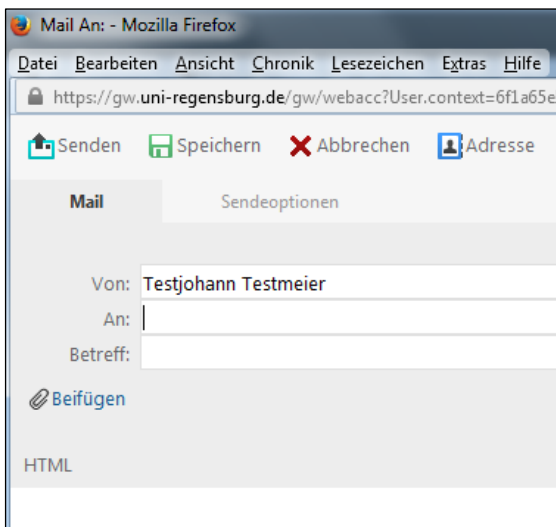 Mail An: - Mozilla Firefox
Datei Bearbeiten Ansicht Chronik Lesezeichen Extras Hilfe
https://gw.uni-regensburg.de/gw/webacc?User.context=6f1a65e
Senden Speichern Abbrechen Adresse
Mail Sendeoptionen
Von: Testjohann Testmeier
An:
Betreff:
Beifügen
HTML